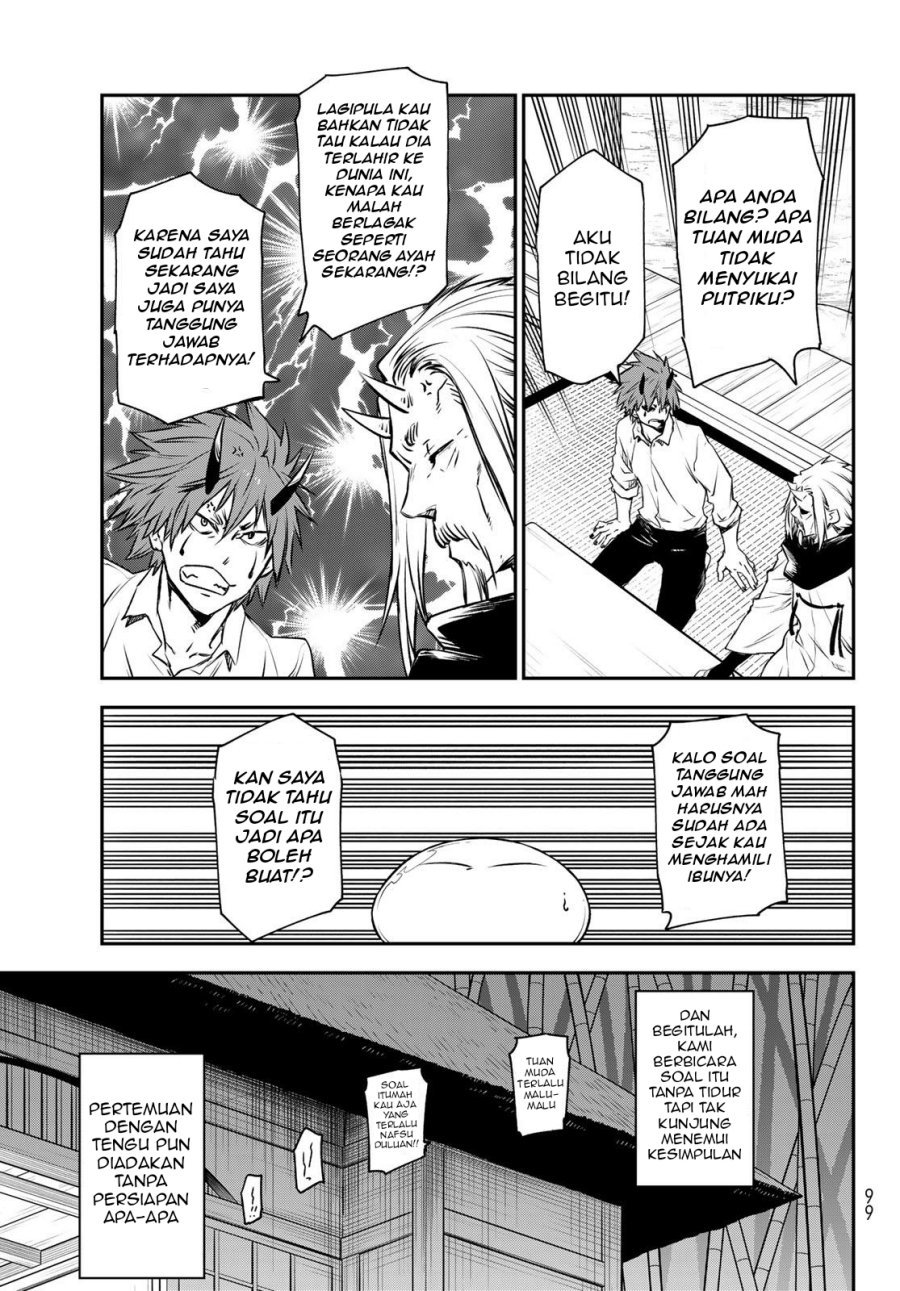 APA ANDA
BILANG? APA
TUAN MUDA
TIDAK
MENYUKAI
PUTRIKU?
AKU
TIDAK
BILANG
BEGITU!
LAGIPULA KAU
BAHKAN TIDAK
TAU KALAU DIA
TERLAHIR KE
DUNIA INI,
KENAPA KAU
MALAH
BERLAGAK
SEPERTI
SEORANG AYAH
SEKARANG!?
KARENA SAYA
SUDAH TAHU
SEKARANG
JADI SAYA
JUGA PUNYA
TANGGUNG
JAWAB
TERHADAPNYA!
KALO SOAL
TANGGUNG
JAWAB MAH
HARUSNYA
SUDAH ADA
SEJAK KAU
MENGHAMILI
IBUNYA!
KAN SAYA
TIDAK TAHU
SOAL ITU
JADI APA
BOLEH
BUAT!?
DAN
BEGITULAH,
KAMI
BERBICARA
SOAL ITU
TANPA TIDUR
TAPI TAK
KUNJUNG
MENEMUI
KESIMPULAN
TUAN
MUDA
TERLALU
MALU-
MALU
SOAL
ITUMAH
KAU AJA
YANG
TERLALU
NAFSU
DULUAN!!
PERTEMUAN
DENGAN
TENGU PUN
DIADAKAN
TANPA
PERSIAPAN
APA-APA
99